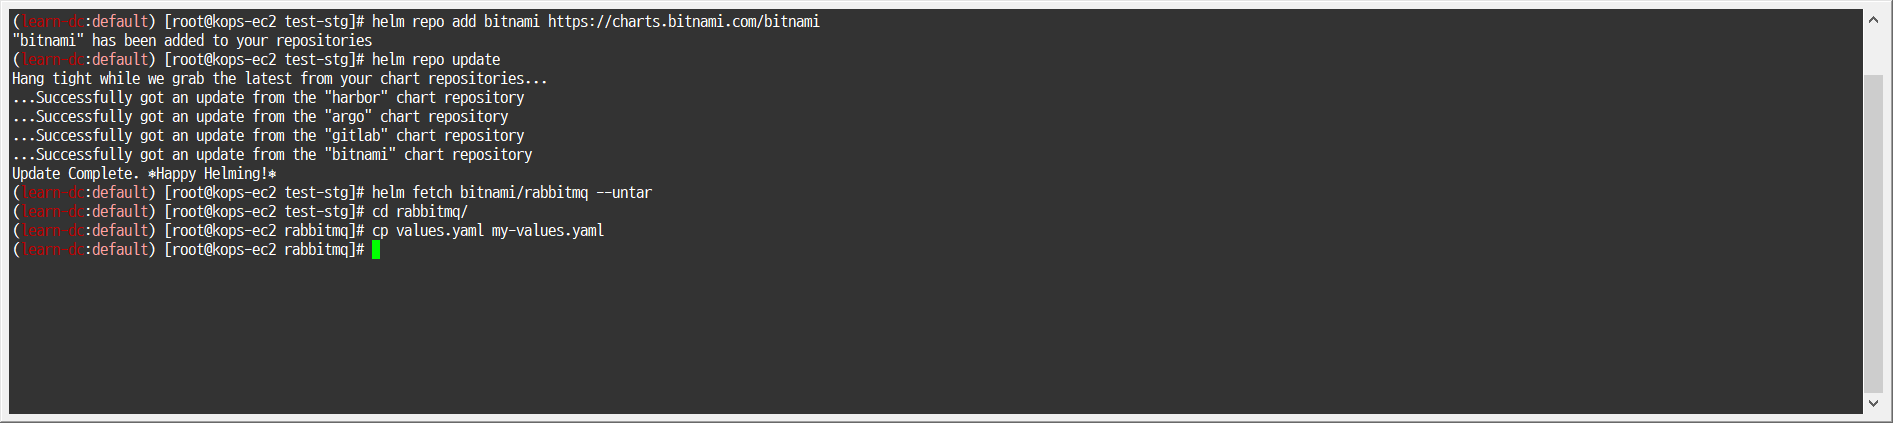 (learn-dc:default) [root@kops-ec2 test-stg]# helm repo add bitnami https://charts.bitnami.com/bitnami
"bitnami" has been added to your repositories
(learn-dc:default) [root@kops-ec2 test-stg]# helm repo update
Hang tight while we grab the latest from your chart repositories...
...Successfully got an update from the "harbor" chart repository
...Successfully got an update from the "argo" chart repository
...Successfully got an update from the "gitlab" chart repository
...Successfully got an update from the "bitnami" chart repository
Update Complete. ⎈Happy Helming!⎈
(learn-dc:default) [root@kops-ec2 test-stg]# helm fetch bitnami/rabbitmq --untar
(learn-dc:default) [root@kops-ec2 test-stg]# cd rabbitmq/
(learn-dc:default) [root@kops-ec2 rabbitmq]# cp values.yaml my-values.yaml
(learn-dc:default) [root@kops-ec2 rabbitmq]#